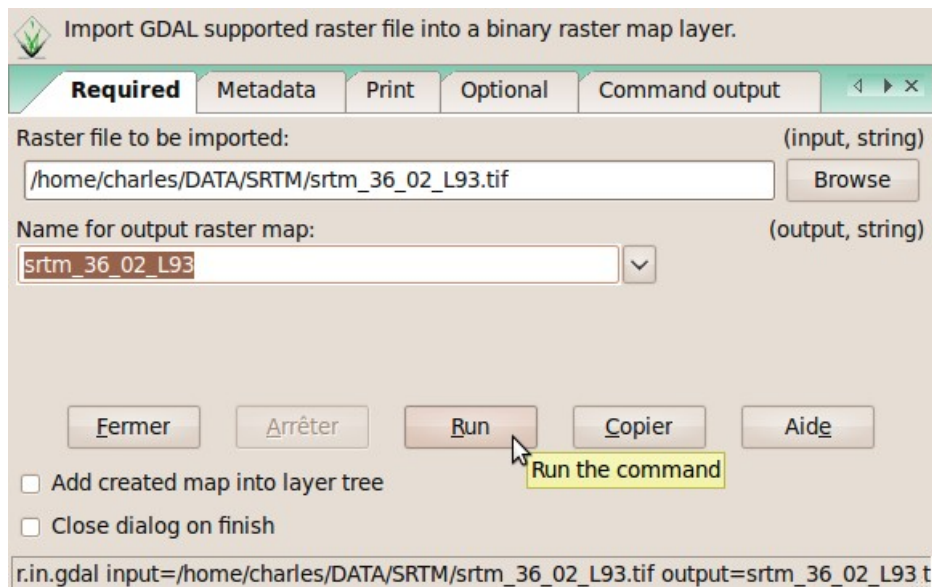 Import GDAL supported raster file into a binary raster map layer.
Required Metadata Print Optional Command output
Raster file to be imported: (input, string)
/home/charles/DATA/SRTM/srtm_36_02_L93.tif Browse
Name for output raster map: (output, string)
srtm_36_02_L93
Fermer Arrêter Run Copier Aide
Run the command
Add created map into layer tree
Close dialog on finish
r.in.gdal input=/home/charles/DATA/SRTM/srtm_36_02_L93.tif output=srtm_36_02_L93 t